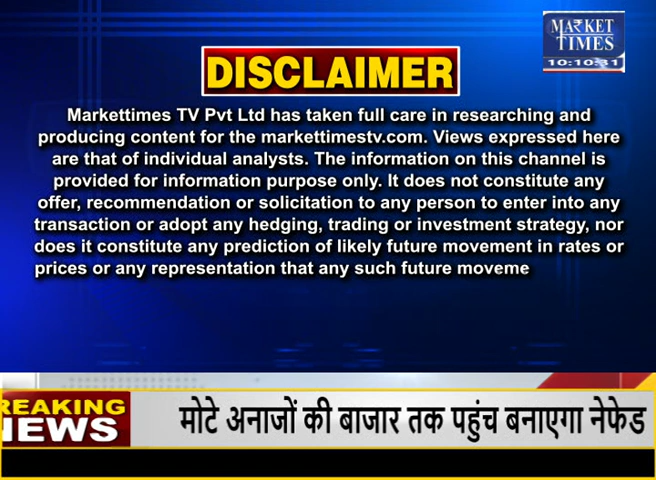 MARKET
TIMES
10:10:31
DISCLAIMER
Markettimes TV Pvt Ltd has taken full care in researching and
producing content for the markettimestv.com. Views expressed here
are that of individual analysts. The information on this channel is
provided for information purpose only. It does not constitute any
offer, recommendation or solicitation to any person to enter into any
transaction or adopt any hedging, trading or investment strategy, nor
does it constitute any prediction of likely future movement in rates or
prices or any representation that any such future moveme
REAKING
NEWS
मोटे अनाजों की बाजार तक पहुंच बनाएगा नेफेड